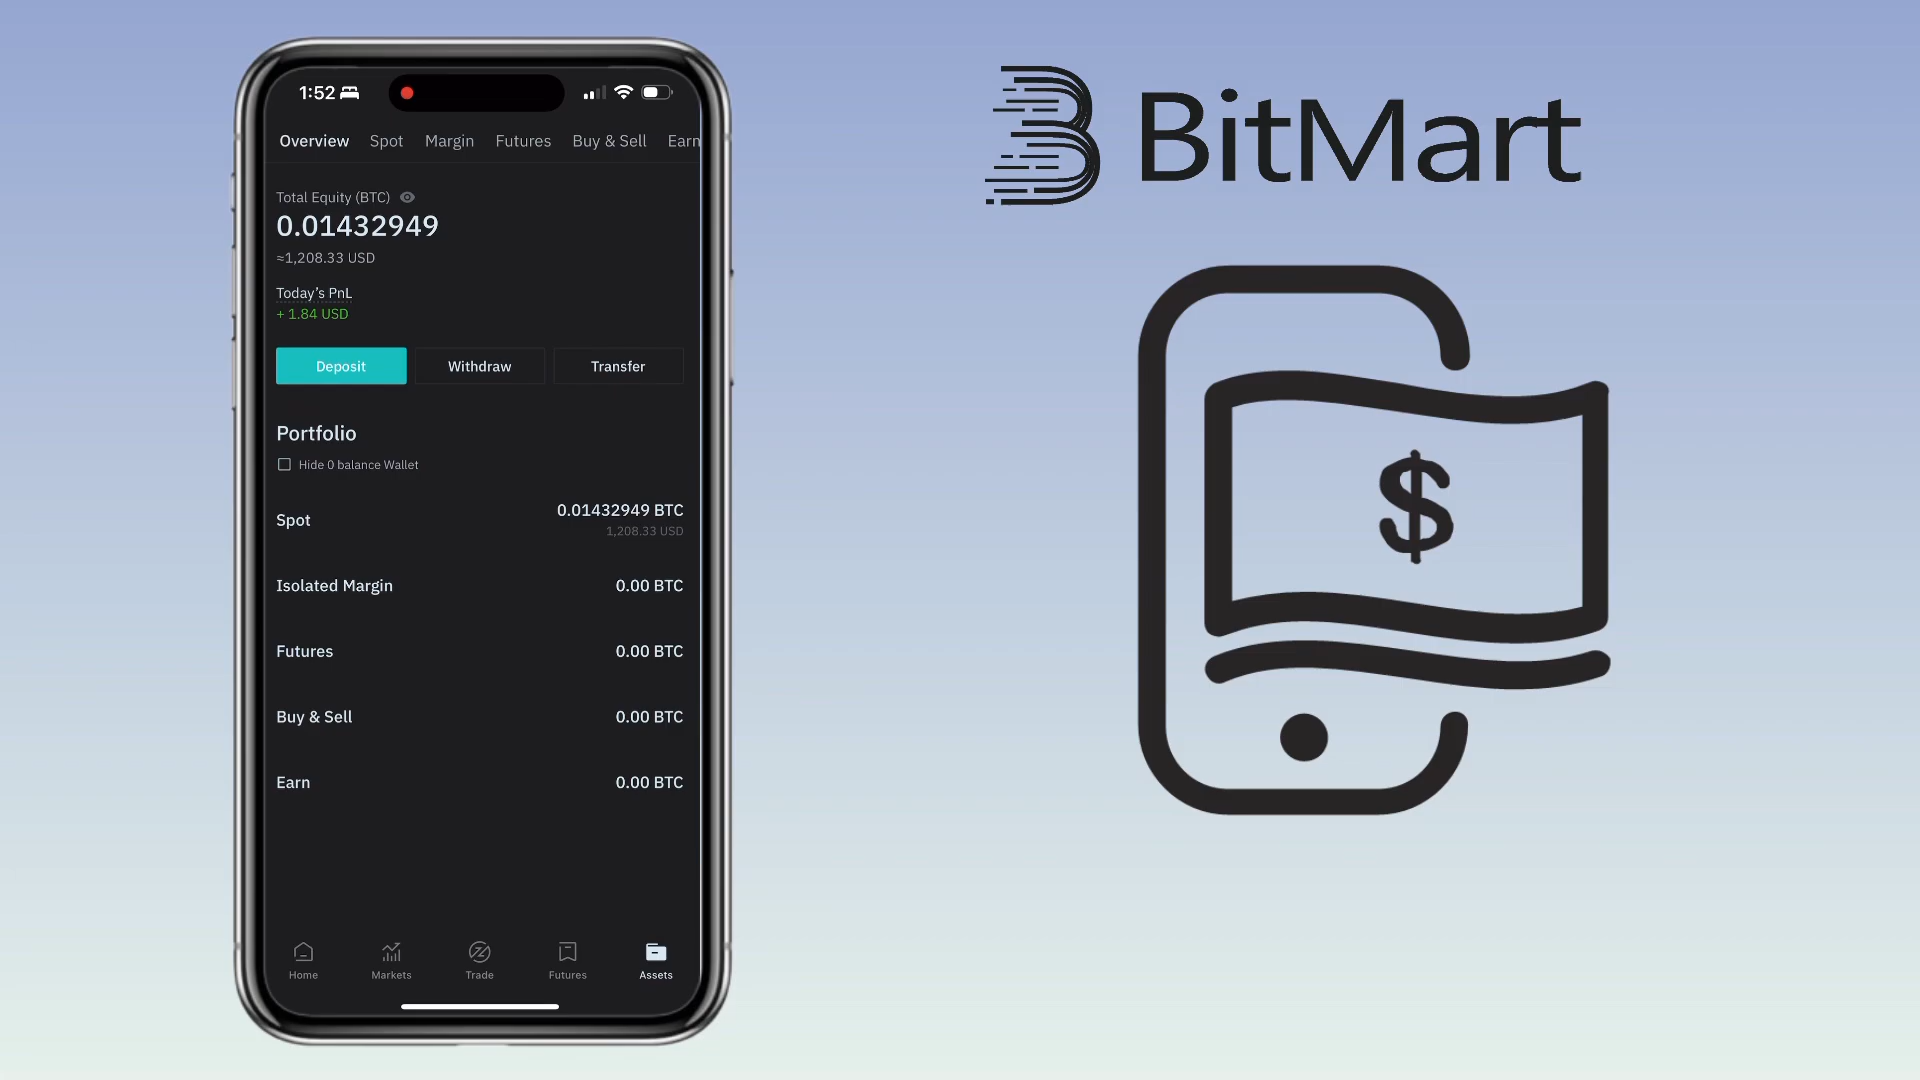 1:52
Overview Spot Margin Futures Buy & Sell Earn
Total Equity (BTC)
0.01432949
≈1,208.33 USD
Today's PnL
+ 1.84 USD
Deposit Withdraw Transfer
Portfolio
Hide 0 balance Wallet
Spot 0.01432949 BTC
1,208.33 USD
Isolated Margin 0.00 BTC
Futures 0.00 BTC
Buy & Sell 0.00 BTC
Earn 0.00 BTC
Home Markets Trade Futures Assets
BitMart
$